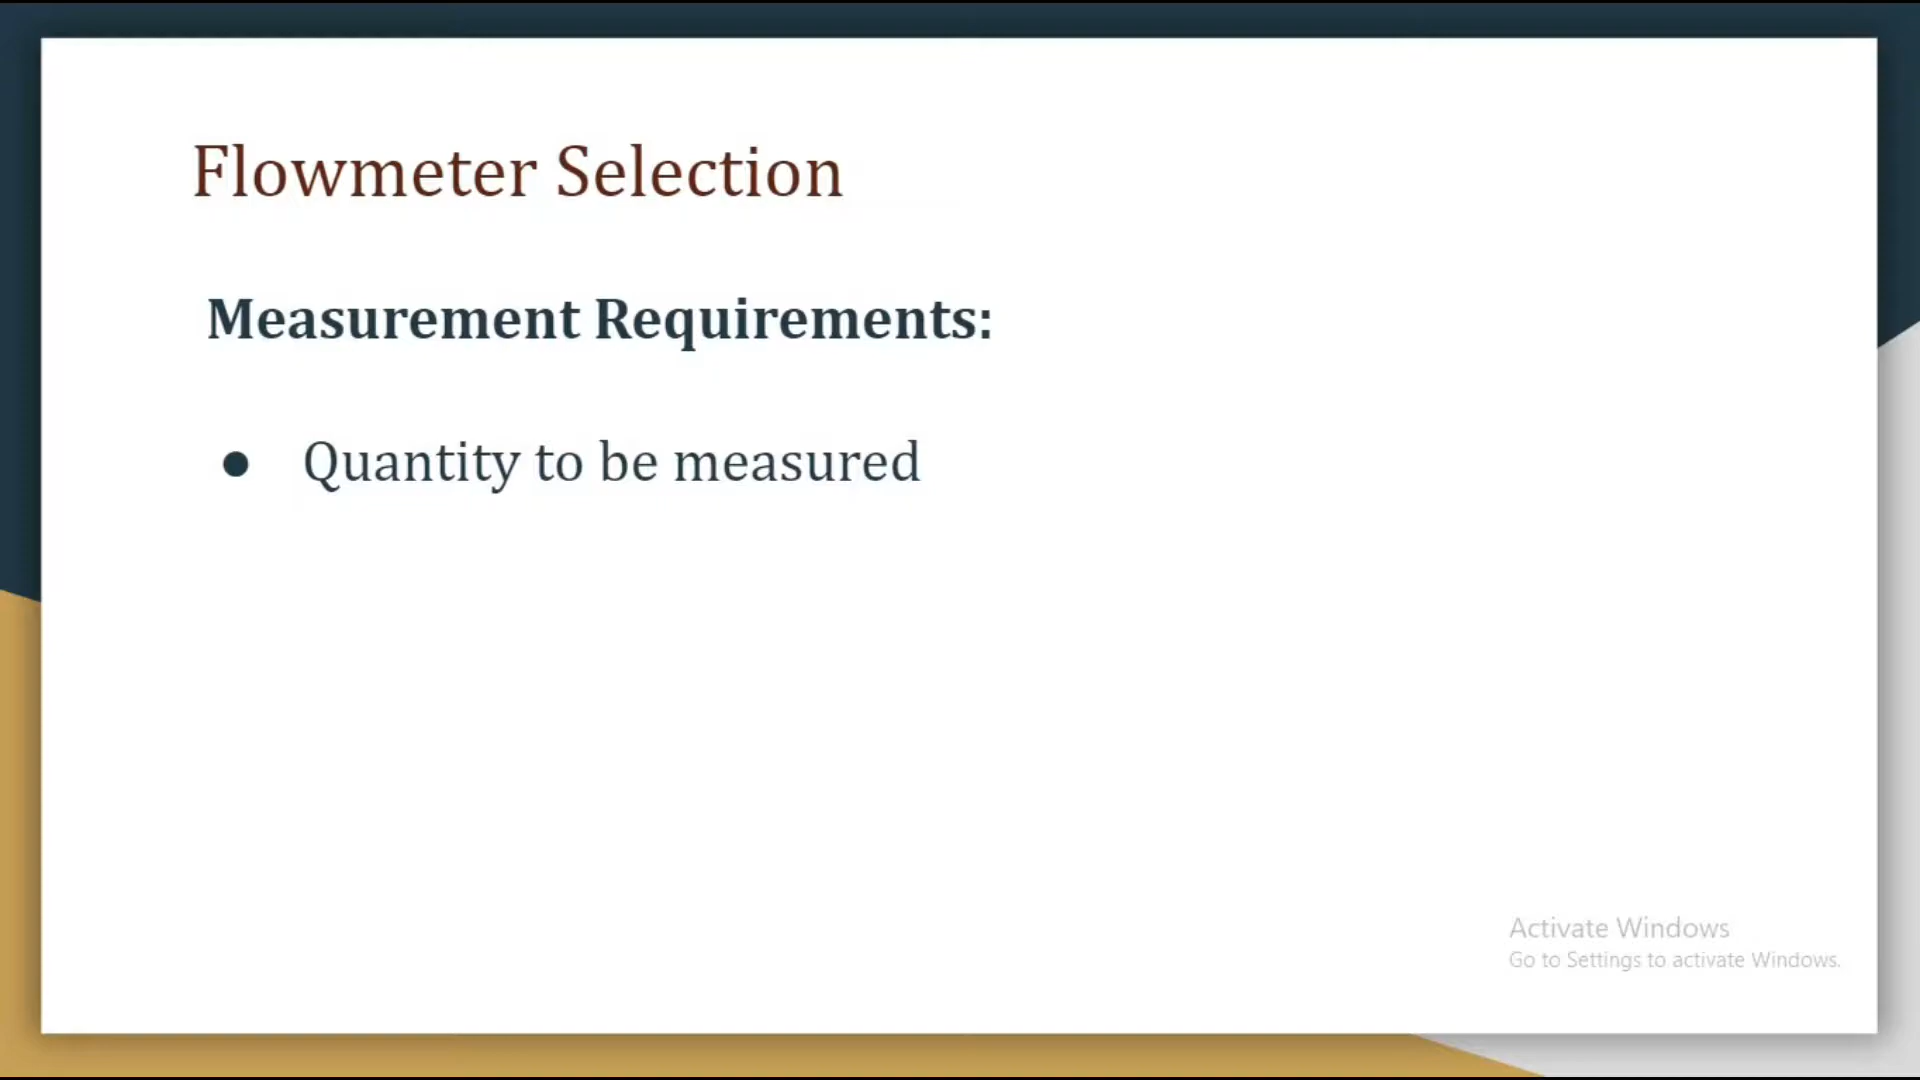 Flowmeter Selection
Measurement Requirements:
● Quantity to be measured
Activate Windows
Go to Settings to activate Windows.